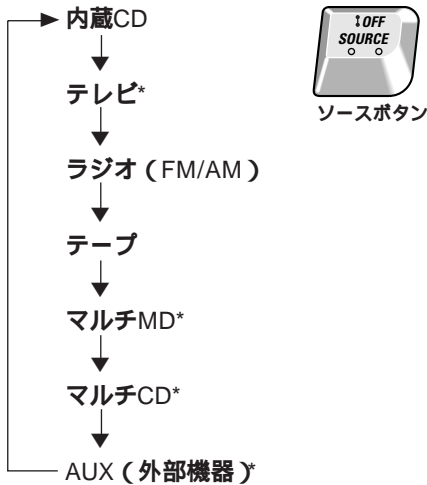 内蔵CD
テレビ*
ラジオ（FM/AM）
テープ
マルチMD*
マルチCD*
AUX（外部機器）*
OFF
SOURCE
ソースボタン